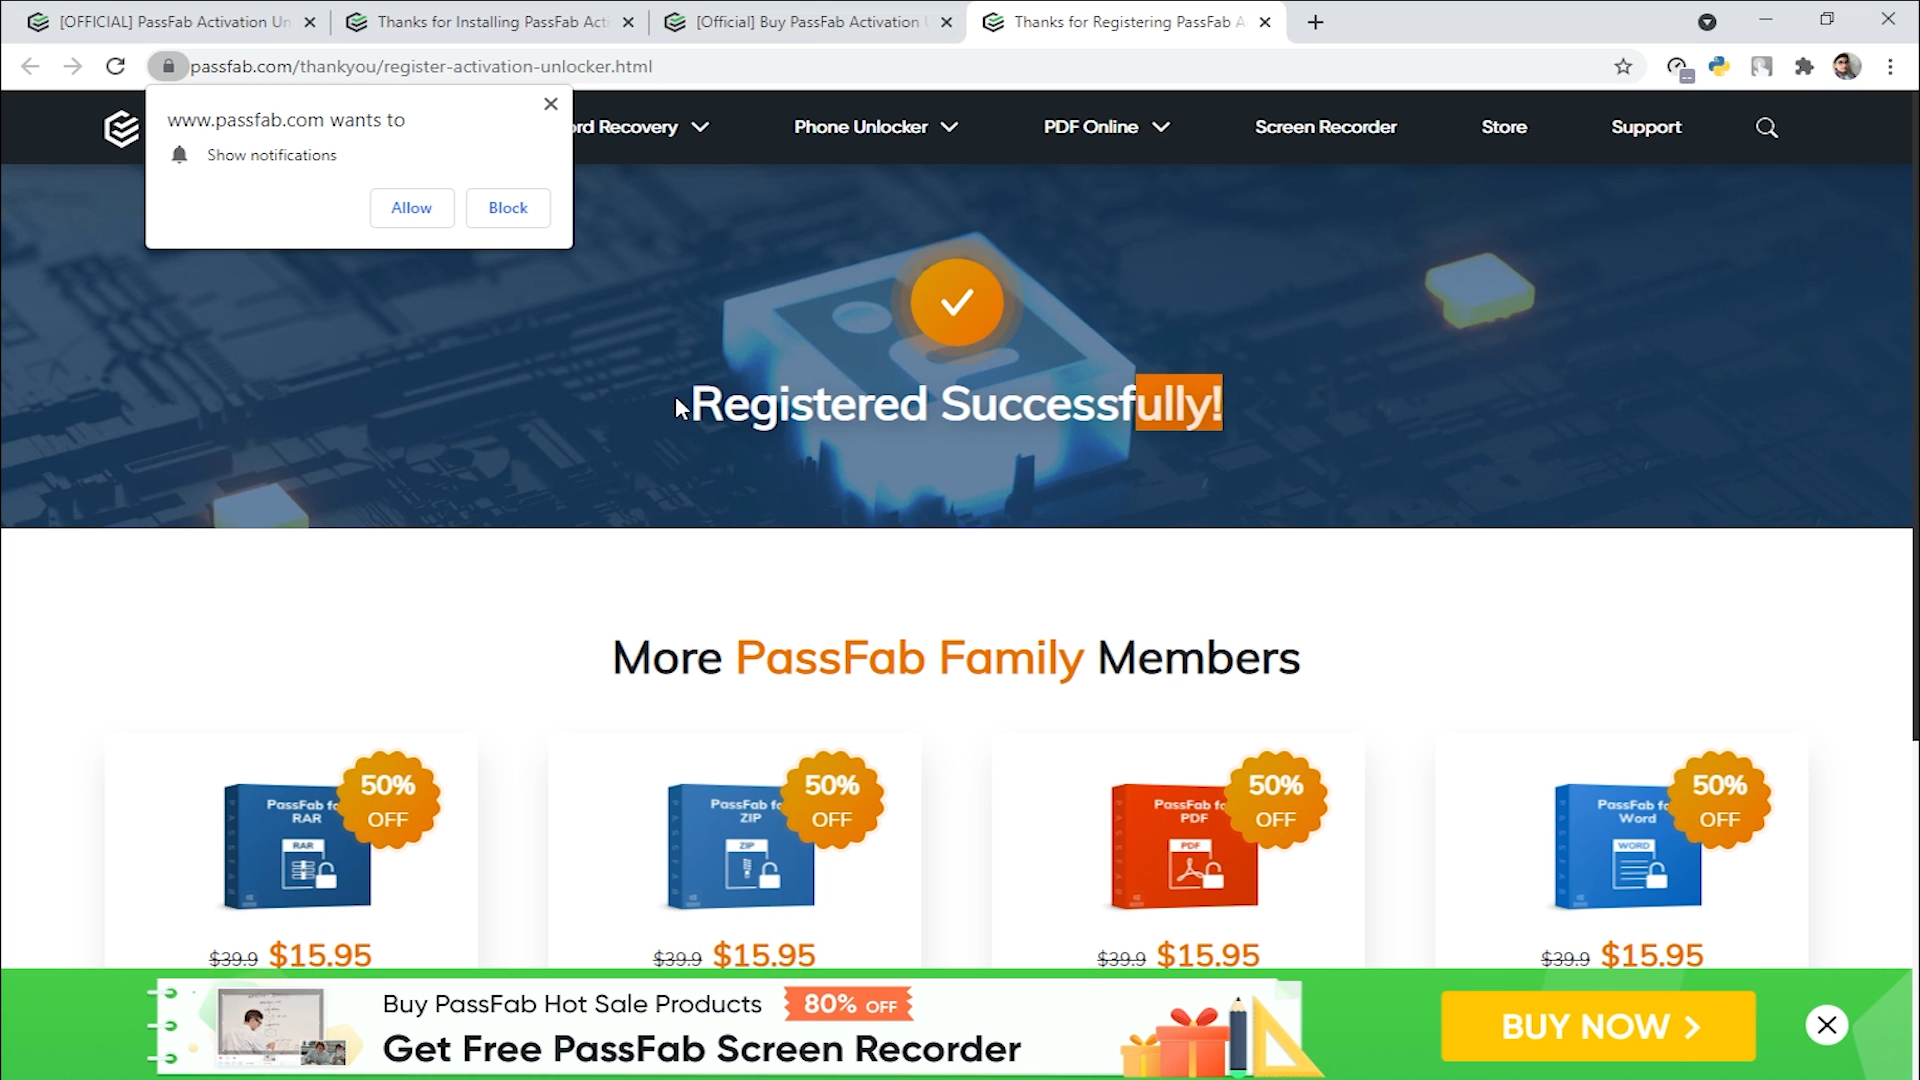 [OFFICIAL] PassFab Activation Un
Thanks for Installing PassFab Acti
[Official] Buy PassFab Activation U
Thanks for Registering PassFab A
passfab.com/thankyou/register-activation-unlocker.html
www.passfab.com wants to
Show notifications
Allow
Block
ord Recovery
Phone Unlocker
PDF Online
Screen Recorder
Store
Support
Registered Successfully!
More PassFab Family Members
PassFab fo
RAR
RAR
50%
OFF
$39.9 $15.95
PassFab fo
ZIP
ZIP
50%
OFF
$39.9 $15.95
PassFab fo
PDF
PDF
50%
OFF
$39.9 $15.95
PassFab fo
Word
WORD
50%
OFF
$39.9 $15.95
Buy PassFab Hot Sale Products 80% OFF
Get Free PassFab Screen Recorder
BUY NOW >